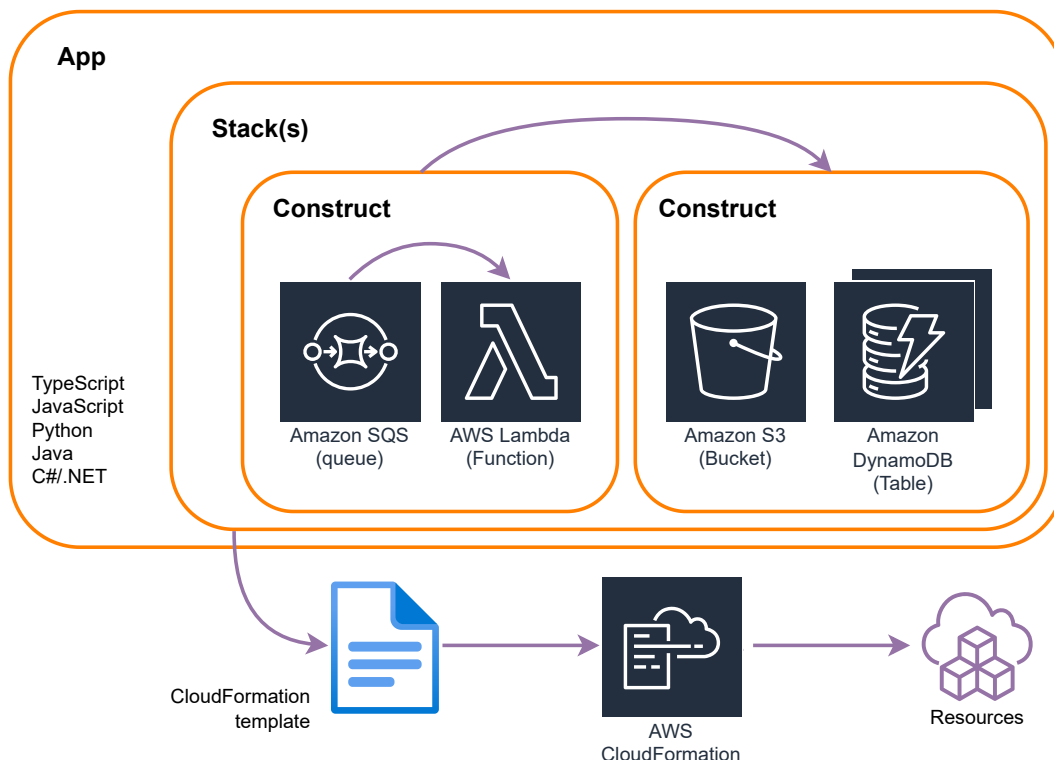 App
Stack(s)
Construct
Construct
Amazon SQS
(queue)
AWS Lambda
(Function)
Amazon S3
(Bucket)
Amazon
DynamoDB
(Table)
TypeScript
JavaScript
Python
Java
C#/.NET
CloudFormation
template
AWS
CloudFormation
Resources